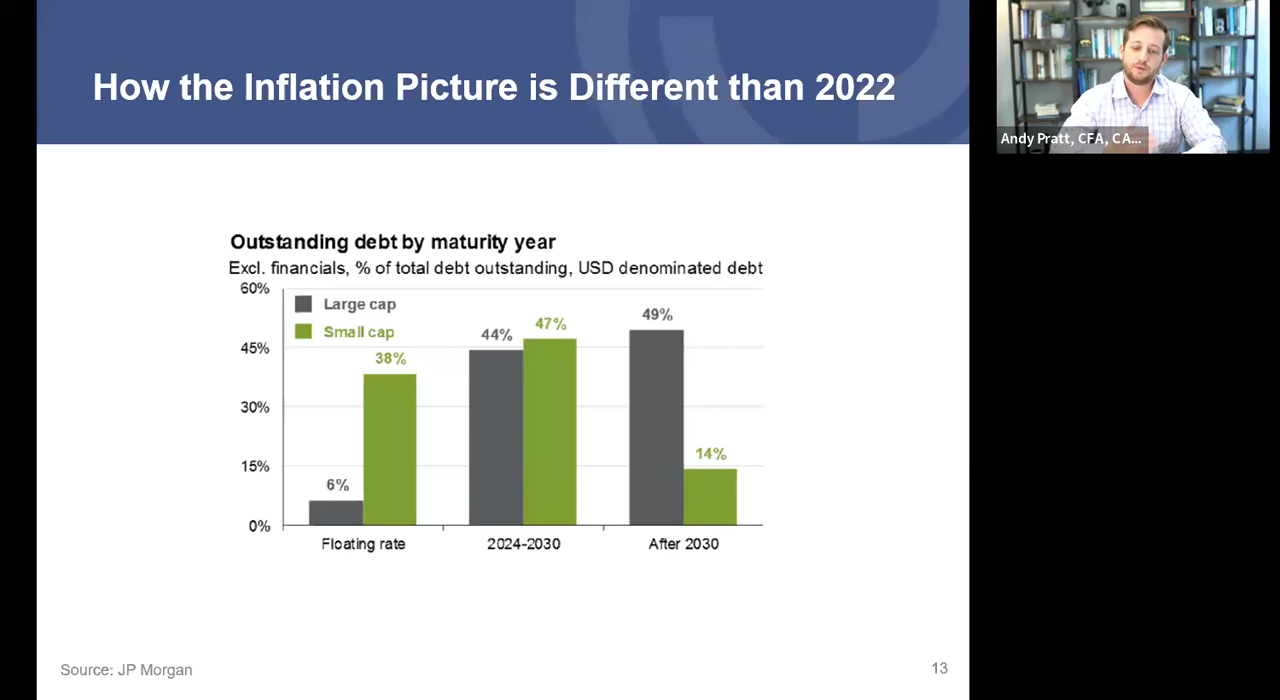 How the Inflation Picture is Different than 2022
Andy Pratt, CFA, CA...
Outstanding debt by maturity year
Excl. financials, % of total debt outstanding, USD denominated debt
60%
45%
30%
15%
0%
Large cap
Small cap
6%
38%
44%
47%
49%
14%
Floating rate
2024-2030
After 2030
Source: JP Morgan
13